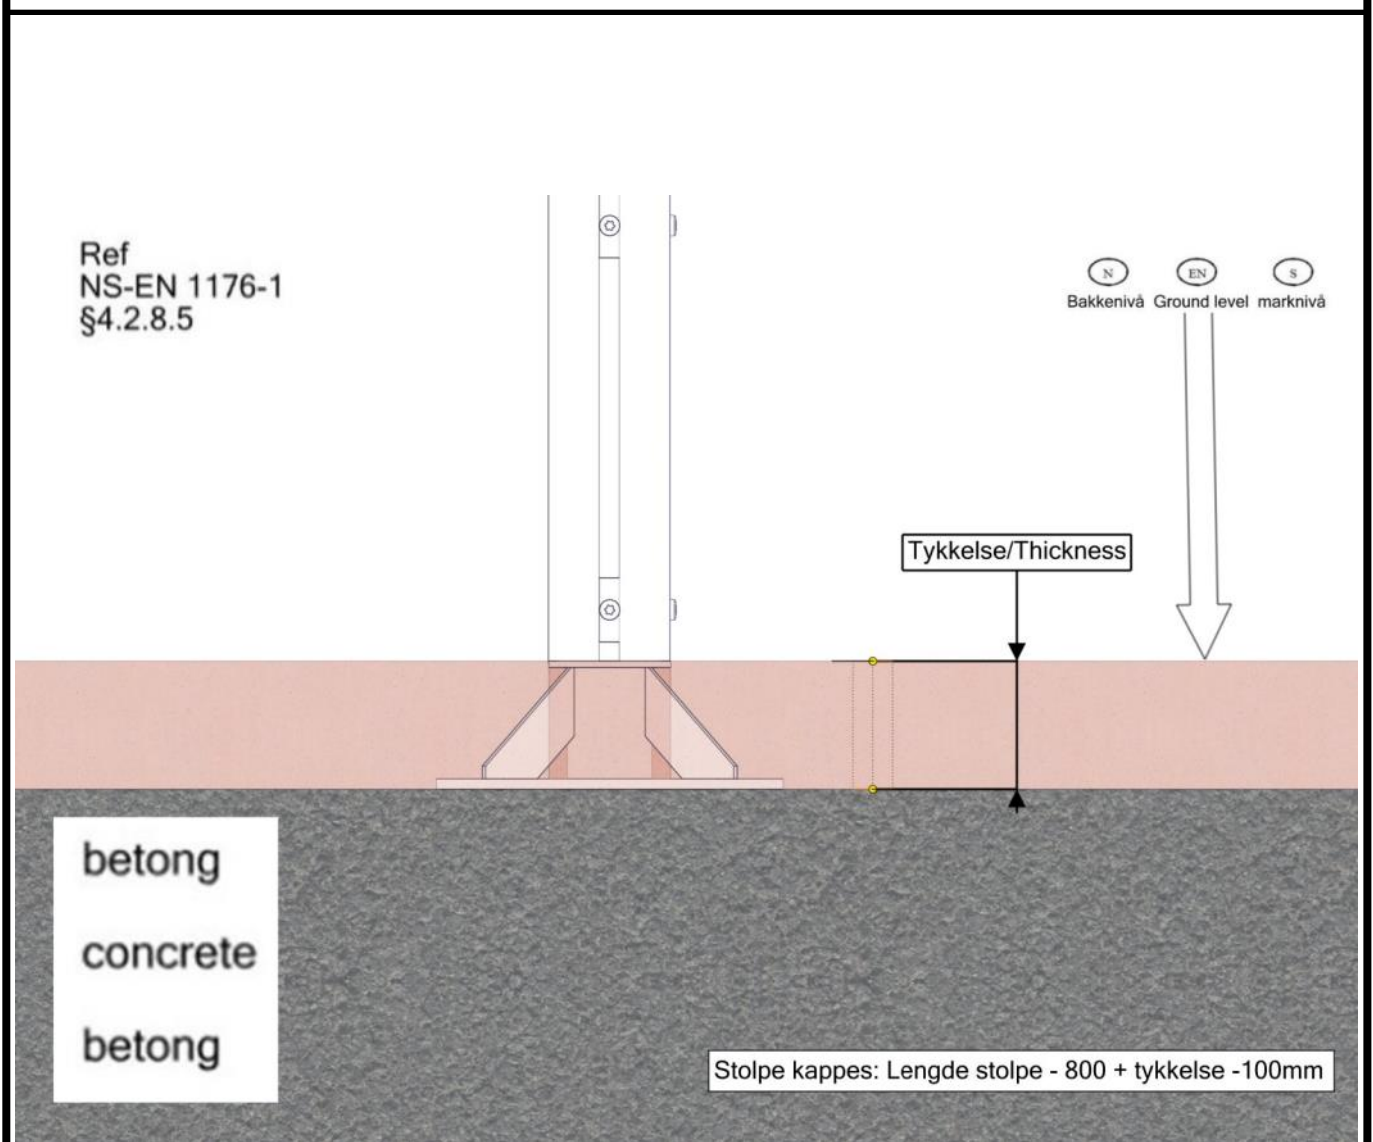 Ref
NS-EN 1176-1
§4.2.8.5
N EN S
Bakkenivå Ground level marknivå
Tykkelse/Thickness
betong
concrete
betong
Stolpe kappes: Lengde stolpe - 800 + tykkelse -100mm